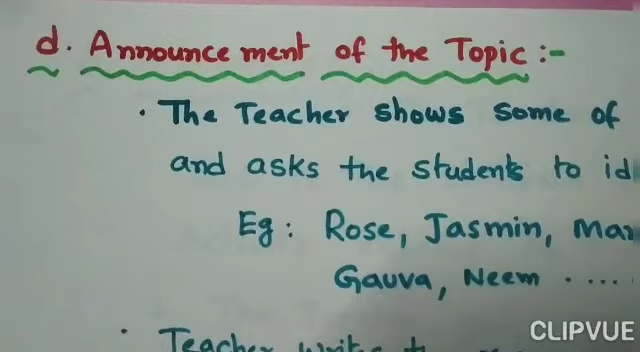 d. Announcement of the Topic :-
• The Teacher shows some of
and asks the students to
Eg : Rose, Jasmin,
Gauva, Neem .....
• Teacher
CLIPVUE